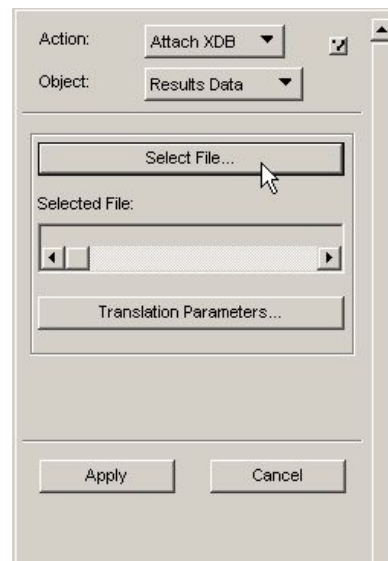 Action: Attach XDB
Object: Results Data
Select File...
Selected File:
Translation Parameters...
Apply Cancel